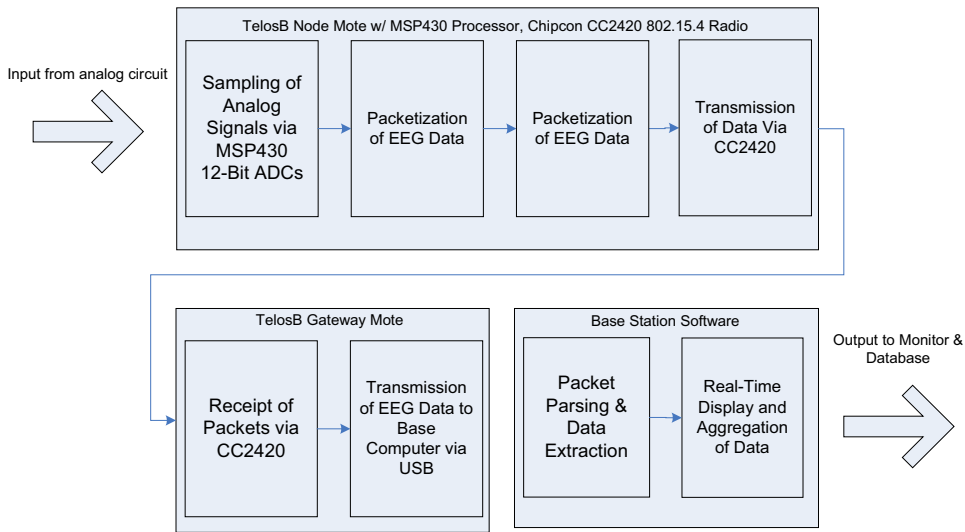 TelosB Node Mote w/ MSP430 Processor, Chipcon CC2420 802.15.4 Radio
Input from analog circuit
Sampling of
Analog
Signals via
MSP430
12-Bit ADCs
Packetization
of EEG Data
Packetization
of EEG Data
Transmission
of Data Via
CC2420
TelosB Gateway Mote
Receipt of
Packets via
CC2420
Transmission
of EEG Data to
Base
Computer via
USB
Base Station Software
Packet
Parsing &
Data
Extraction
Real-Time
Display and
Aggregation
of Data
Output to Monitor &
Database